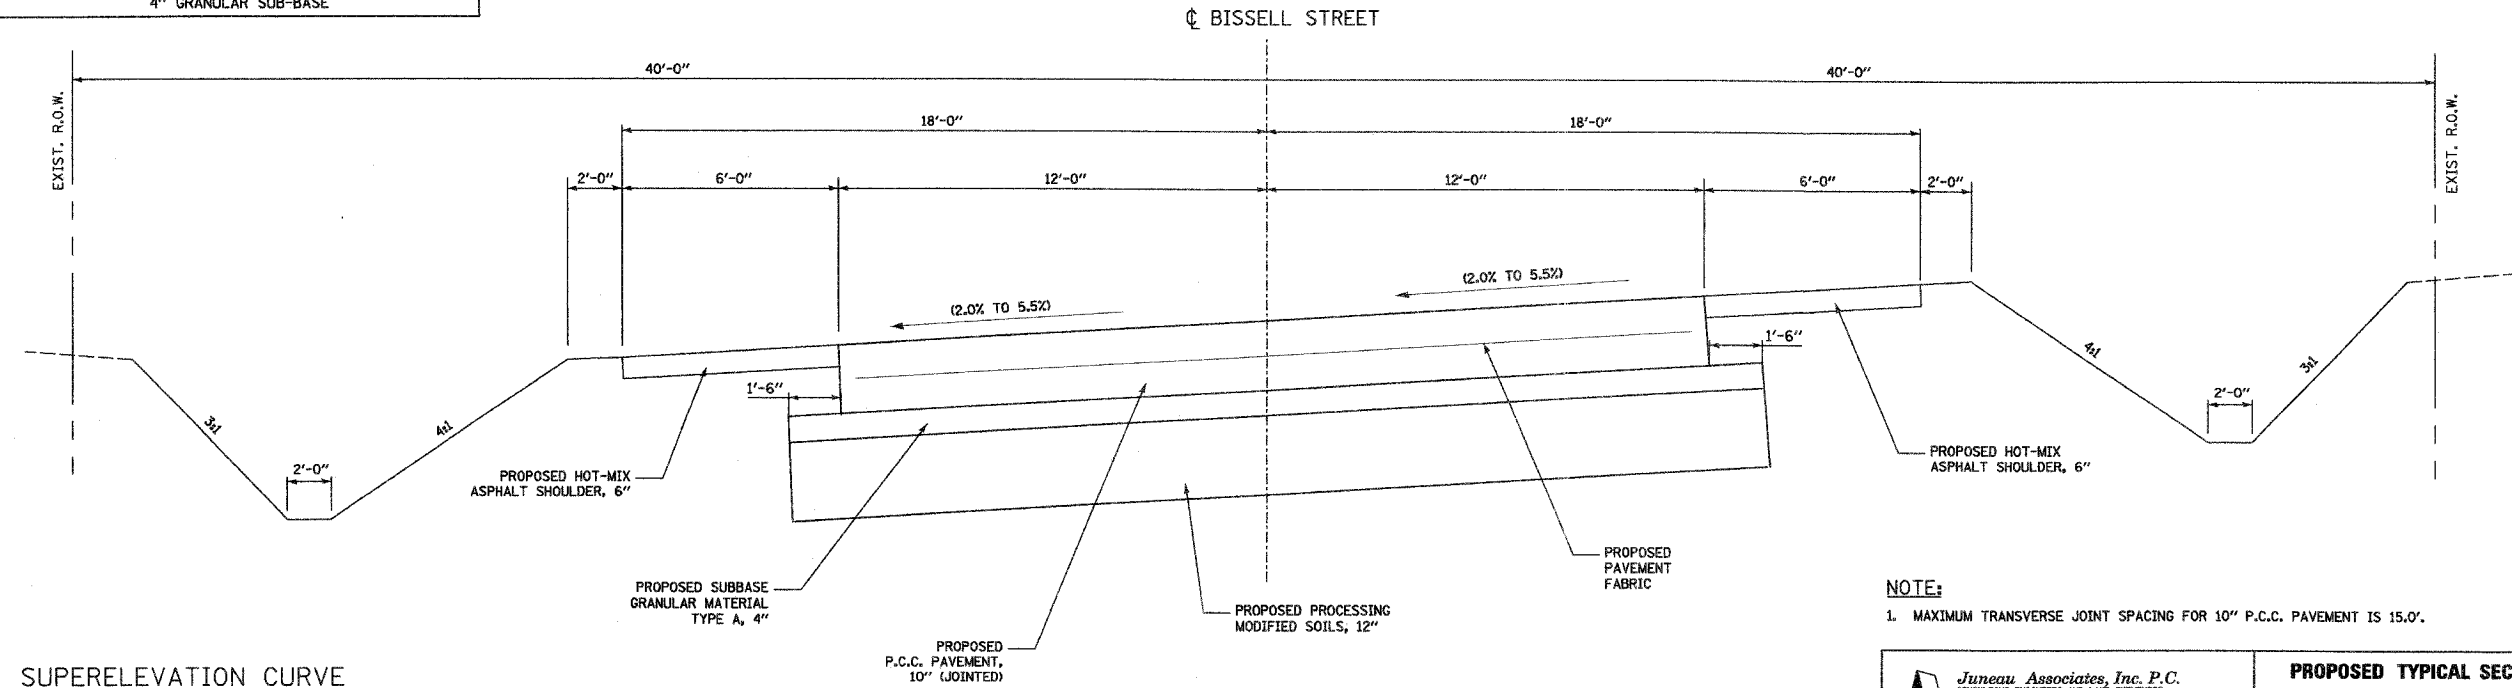 4" GRANULAR SUB-BASE
℄ BISSELL STREET
40'-0"
40'-0"
EXIST. R.O.W.
EXIST. R.O.W.
18'-0"
18'-0"
2'-0"
6'-0"
12'-0"
12'-0"
6'-0"
2'-0"
(2.0% TO 5.5%)
(2.0% TO 5.5%)
1'-6"
1'-6"
3:1
4:1
4:1
3:1
2'-0"
2'-0"
PROPOSED HOT-MIX
ASPHALT SHOULDER, 6"
PROPOSED HOT-MIX
ASPHALT SHOULDER, 6"
PROPOSED SUBBASE
GRANULAR MATERIAL
TYPE A, 4"
PROPOSED
PAVEMENT
FABRIC
PROPOSED PROCESSING
MODIFIED SOILS, 12"
PROPOSED
P.C.C. PAVEMENT,
10" (JOINTED)
NOTE:
1. MAXIMUM TRANSVERSE JOINT SPACING FOR 10" P.C.C. PAVEMENT IS 15.0'.
SUPERELEVATION CURVE
Juneau Associates, Inc. P.C.
PROPOSED TYPICAL SEC